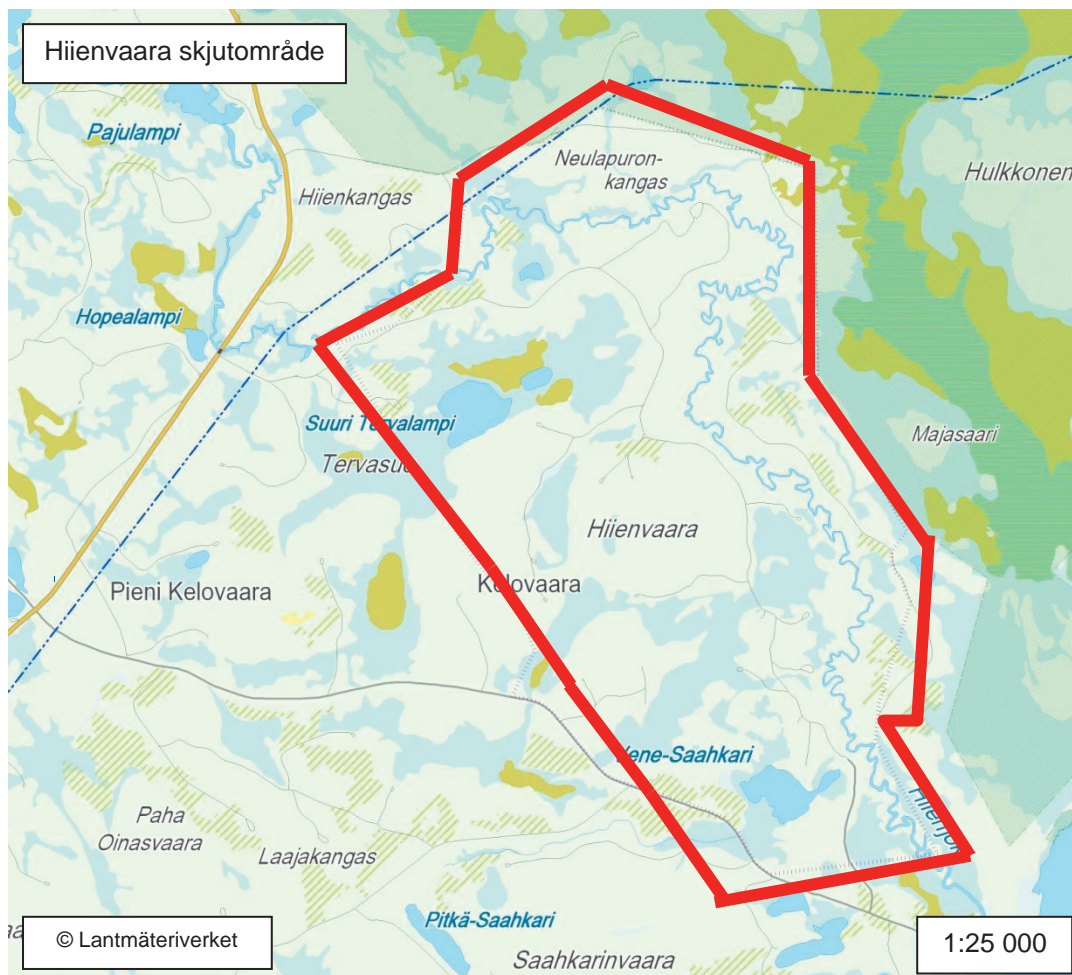 Hiienvaara skjutområde
Pajulampi
Neulapuron-
kangas
Hulkkonen
Hiienkangas
Hopealampi
Suuri Tervalampi
Majasaari
Tervasuo
Hiienvaara
Pieni Kelovaara
Kelovaara
Vene-Saahkari
Hiienjoki
Paha
Oinasvaara
Laajakangas
Pitkä-Saahkari
© Lantmäteriverket
1:25 000
Saahkarinvaara